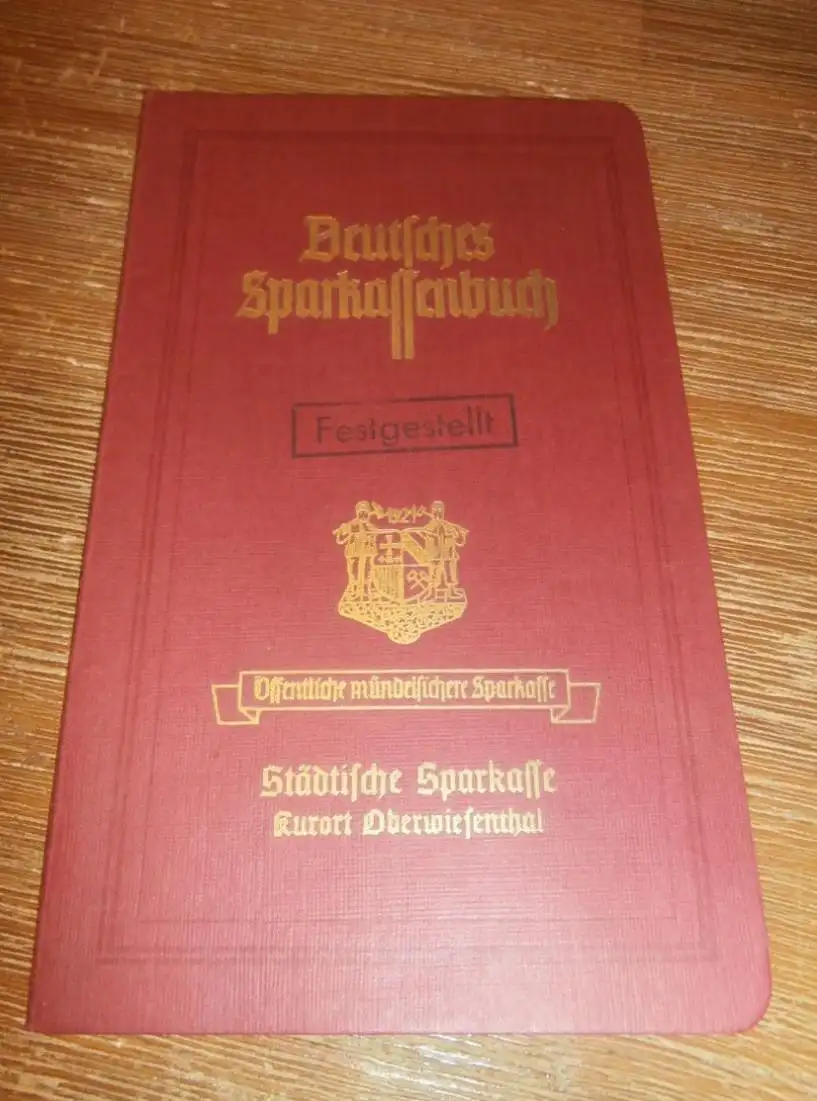 Deutsches
Sparkassenbuch
Festgestellt
1921
Öffentliche mündelsichere Sparkasse
Städtische Sparkasse
Kurort Oberwiesenthal